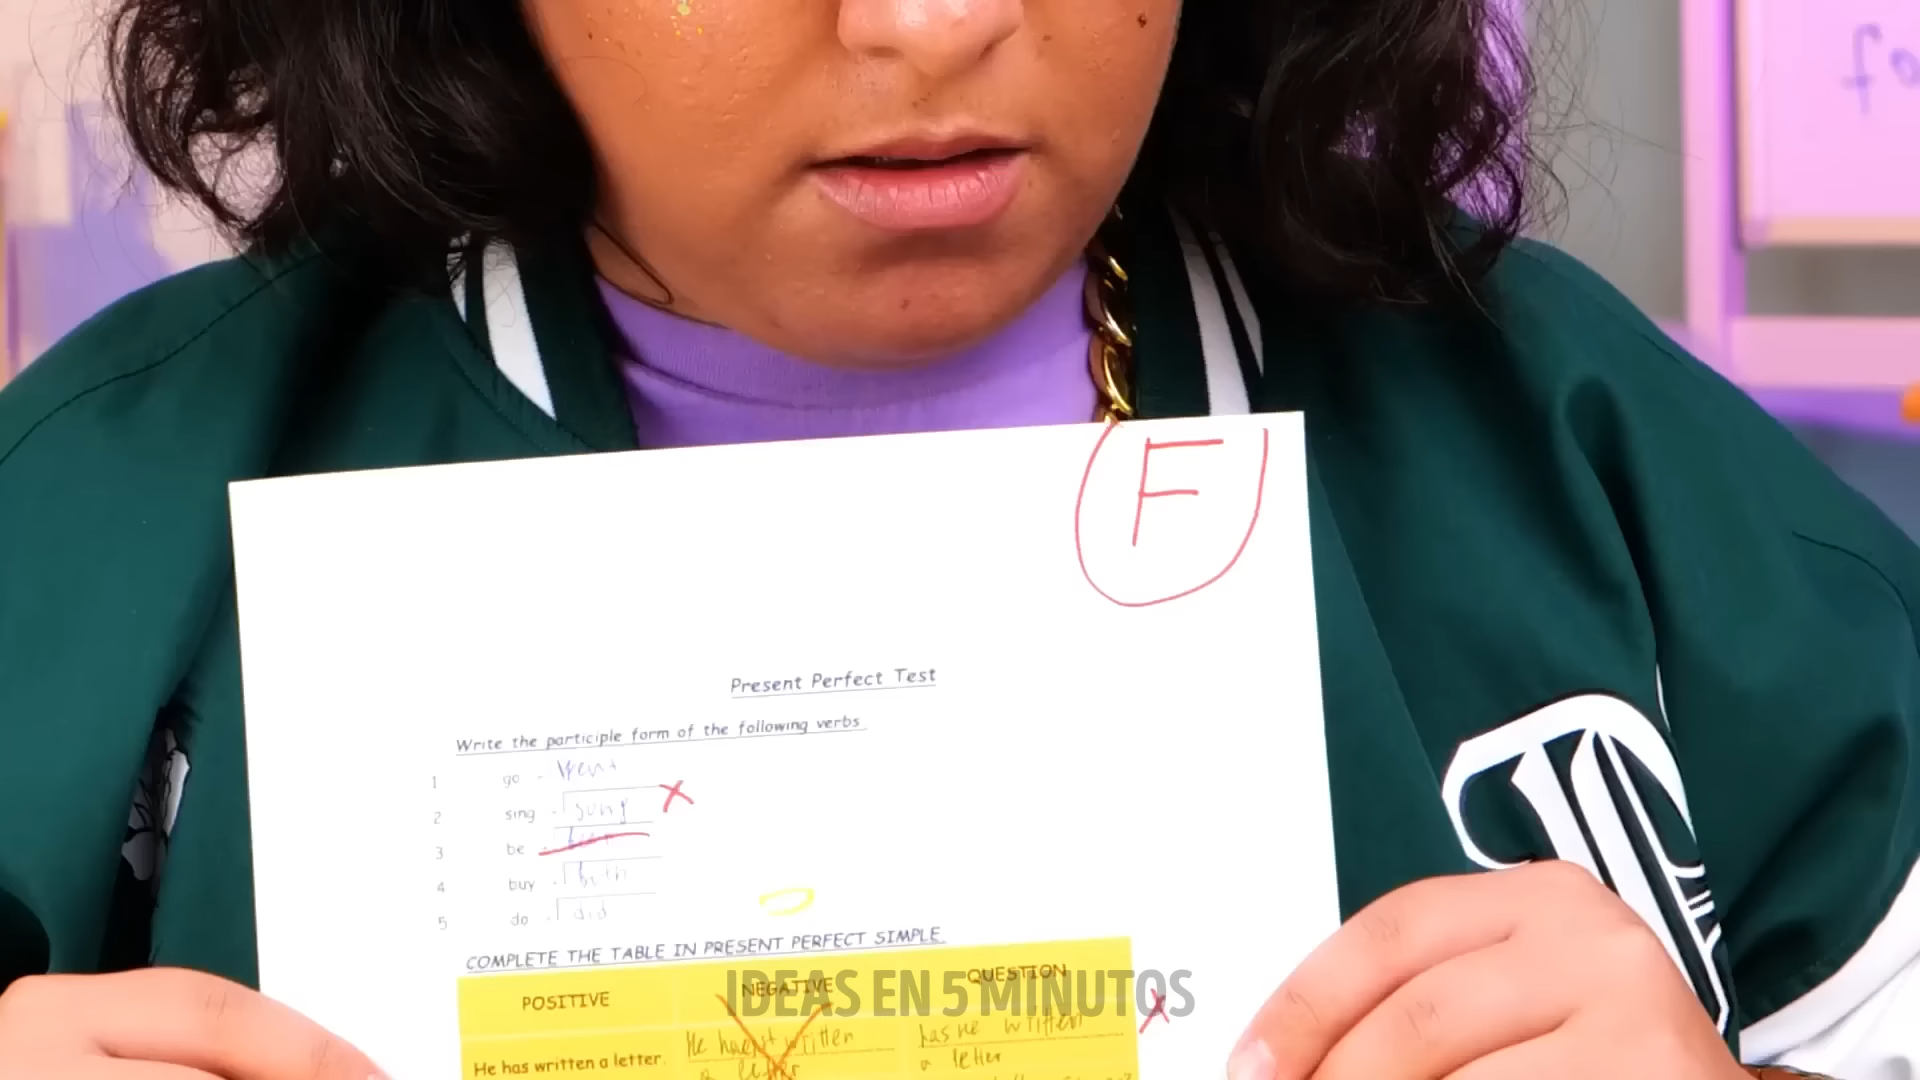 fo
F
Present Perfect Test
Write the participle form of the following verbs
1 go - Went
2 sing - sung
3 be -
4 buy -
5 do - did
COMPLETE THE TABLE IN PRESENT PERFECT SIMPLE.
POSITIVE NEGATIVE QUESTION
IDEAS EN 5 MINUTOS
He has written a letter. He hasn't written has he written
a letter a letter